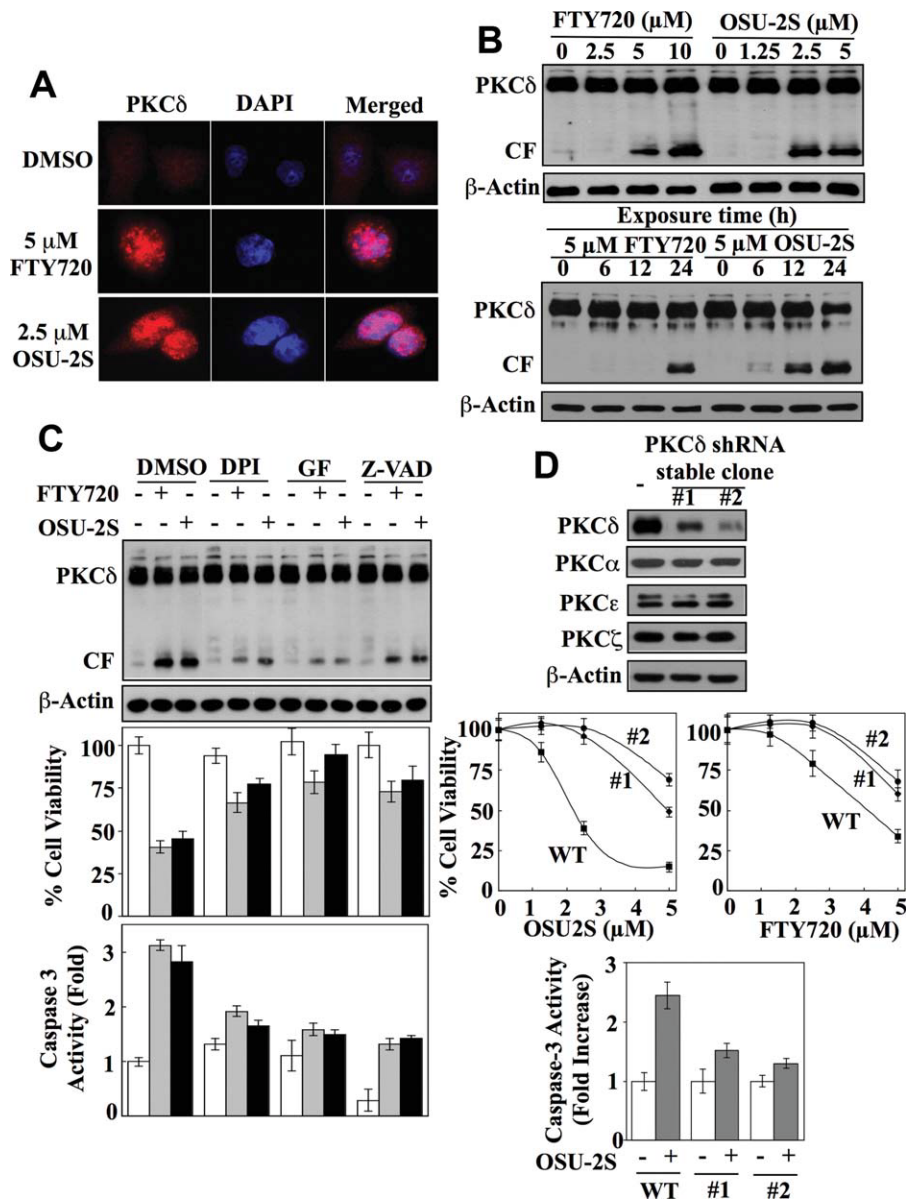 A
PKCδ DAPI Merged
DMSO
5 μM
FTY720
2.5 μM
OSU-2S
B
FTY720 (μM) OSU-2S (μM)
0 2.5 5 10 0 1.25 2.5 5
PKCδ
CF
β-Actin
Exposure time (h)
5 μM FTY720 5 μM OSU-2S
0 6 12 24 0 6 12 24
PKCδ
CF
β-Actin
C
DMSO DPI GF Z-VAD
FTY720 - + - - + - - + - - + -
OSU-2S - - + - - + - - + - - +
PKCδ
CF
β-Actin
% Cell Viability
100
75
50
25
0
Caspase 3
Activity (Fold)
3
2
1
0
D
PKCδ shRNA
stable clone
- #1 #2
PKCδ
PKCα
PKCε
PKCζ
β-Actin
% Cell Viability
100
75
50
25
0
#2
#1
WT
0 1 2 3 4 5
OSU2S (μM)
100
75
50
25
0
#2
#1
WT
0 1 2 3 4 5
FTY720 (μM)
Caspase-3 Activity
(Fold Increase)
3
2
1
0
OSU-2S - + - + - +
WT #1 #2